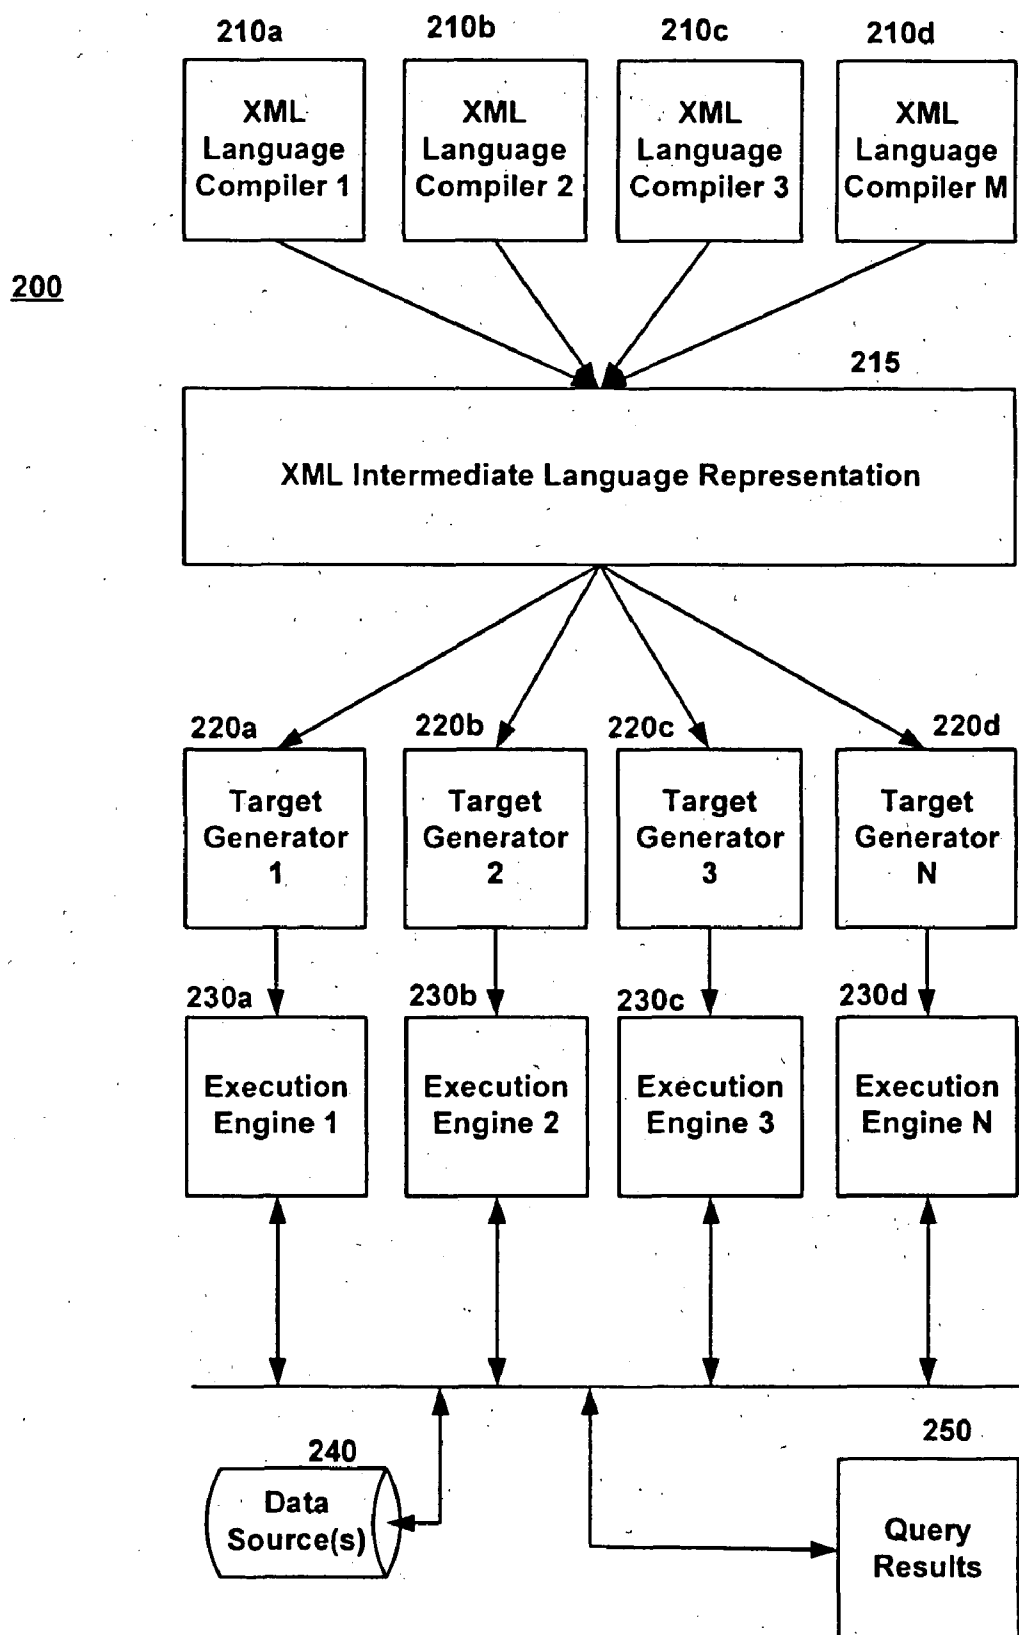 210a
210b
210c
210d
XML
Language
Compiler 1
XML
Language
Compiler 2
XML
Language
Compiler 3
XML
Language
Compiler M
200
215
XML Intermediate Language Representation
220a
220b
220c
220d
Target
Generator
1
Target
Generator
2
Target
Generator
3
Target
Generator
N
230a
230b
230c
230d
Execution
Engine 1
Execution
Engine 2
Execution
Engine 3
Execution
Engine N
240
Data
Source(s)
250
Query
Results